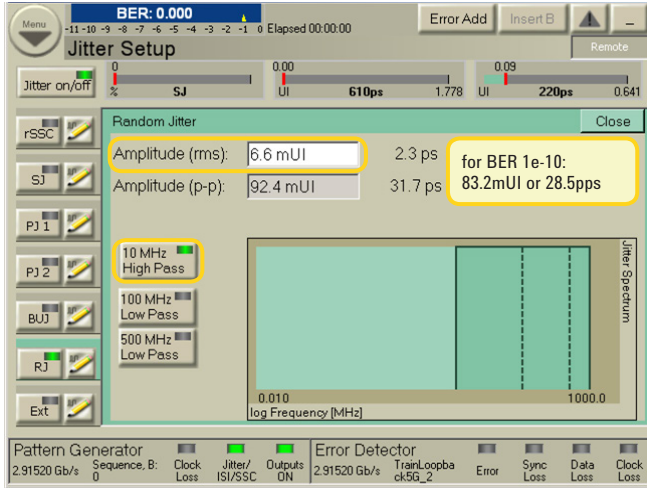 Menu
BER: 0.000
-11 -10 -9 -8 -7 -6 -5 -4 -3 -2 -1 0
Elapsed 00:00:00
Error Add
Insert B
Jitter Setup
Remote
Jitter on/off
0
% SJ
0.00
UI 610ps 1.778
0.09
UI 220ps 0.641
rSSC
SJ
PJ 1
PJ 2
BUJ
RJ
Ext
Random Jitter
Close
Amplitude (rms): 6.6 mUI 2.3 ps
Amplitude (p-p): 92.4 mUI 31.7 ps
for BER 1e-10:
83.2mUI or 28.5pps
10 MHz
High Pass
100 MHz
Low Pass
500 MHz
Low Pass
Jitter Spectrum
0.010 1000.0
log Frequency [MHz]
Pattern Generator
2.91520 Gb/s
Sequence, B:
0
Clock
Loss
Jitter/
ISI/SSC
Outputs
ON
Error Detector
2.91520 Gb/s
TrainLoopba
ck5G_2
Error
Sync
Loss
Data
Loss
Clock
Loss